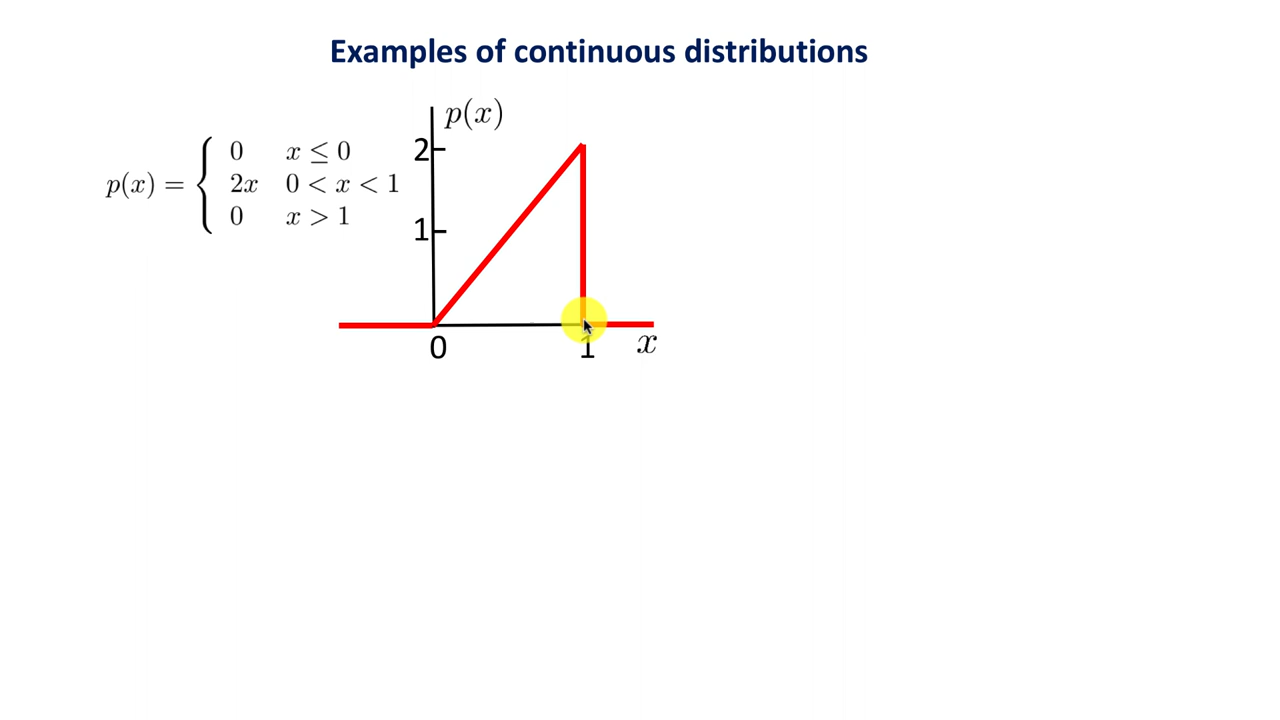 Examples of continuous distributions
p(x) = { 0 x ≤ 0
2x 0 < x < 1
0 x > 1
p(x)
2
1
0
1
x